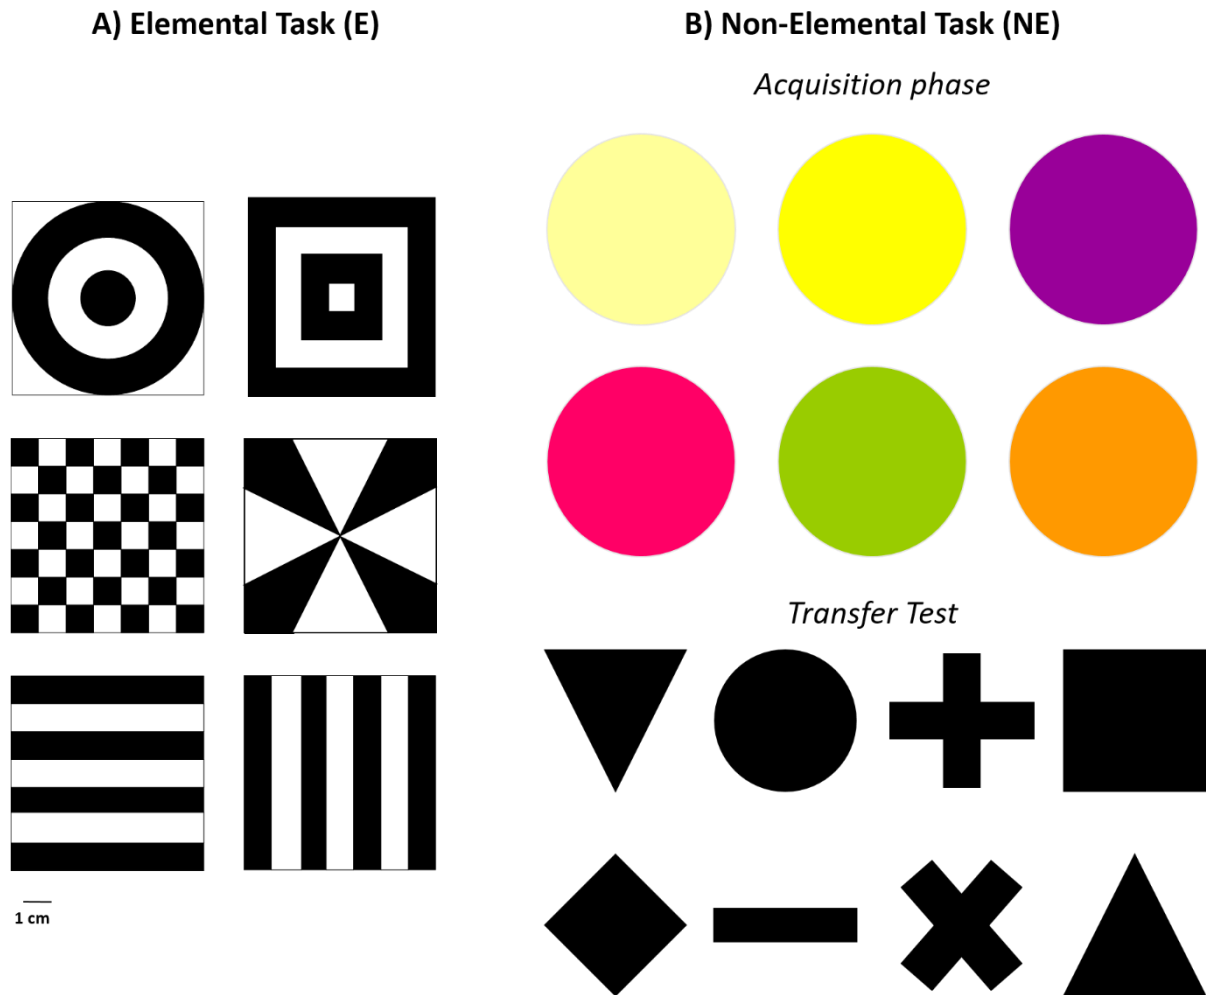 A) Elemental Task (E)
B) Non-Elemental Task (NE)
Acquisition phase
Transfer Test
1 cm